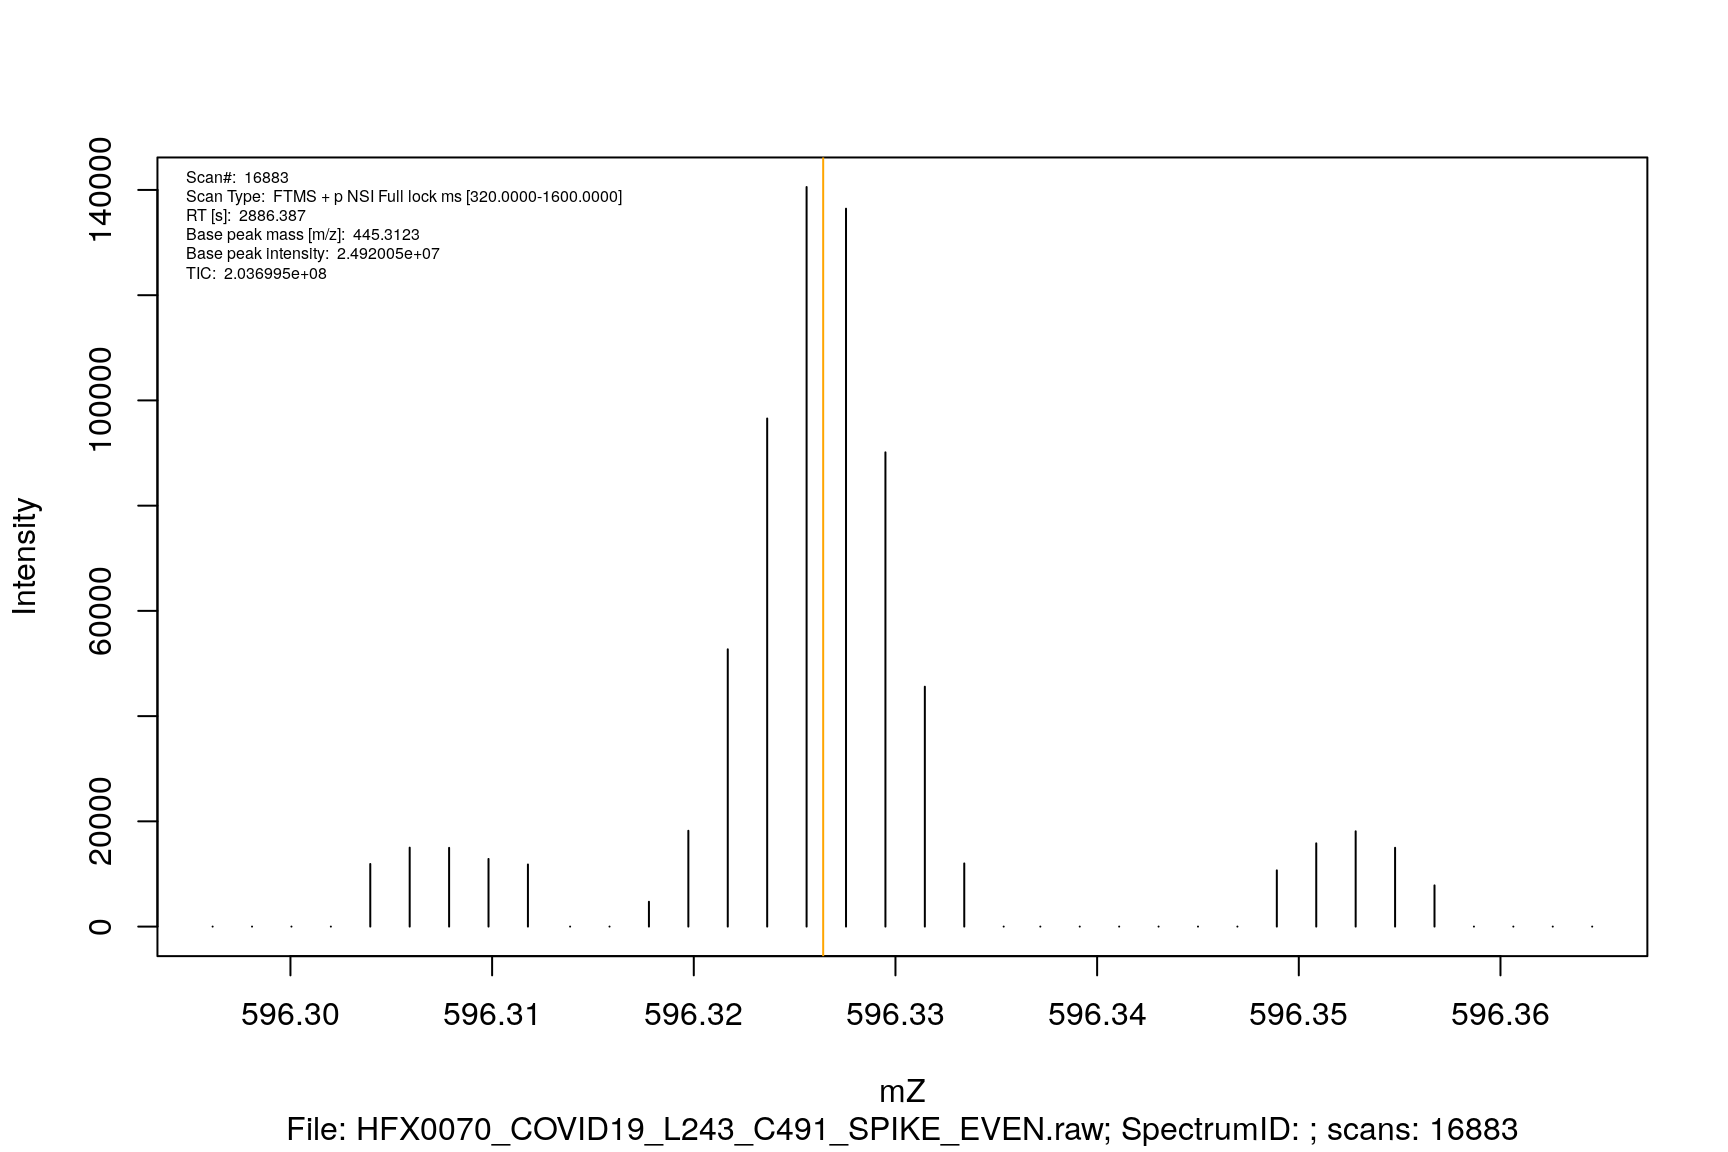 Scan#: 16883
Scan Type: FTMS + p NSI Full lock ms [320.0000-1600.0000]
RT [s]: 2886.387
Base peak mass [m/z]: 445.3123
Base peak intensity: 2.492005e+07
TIC: 2.036995e+08
Intensity
140000
100000
60000
20000
0
596.30 596.31 596.32 596.33 596.34 596.35 596.36
mZ
File: HFX0070_COVID19_L243_C491_SPIKE_EVEN.raw; SpectrumID: ; scans: 16883